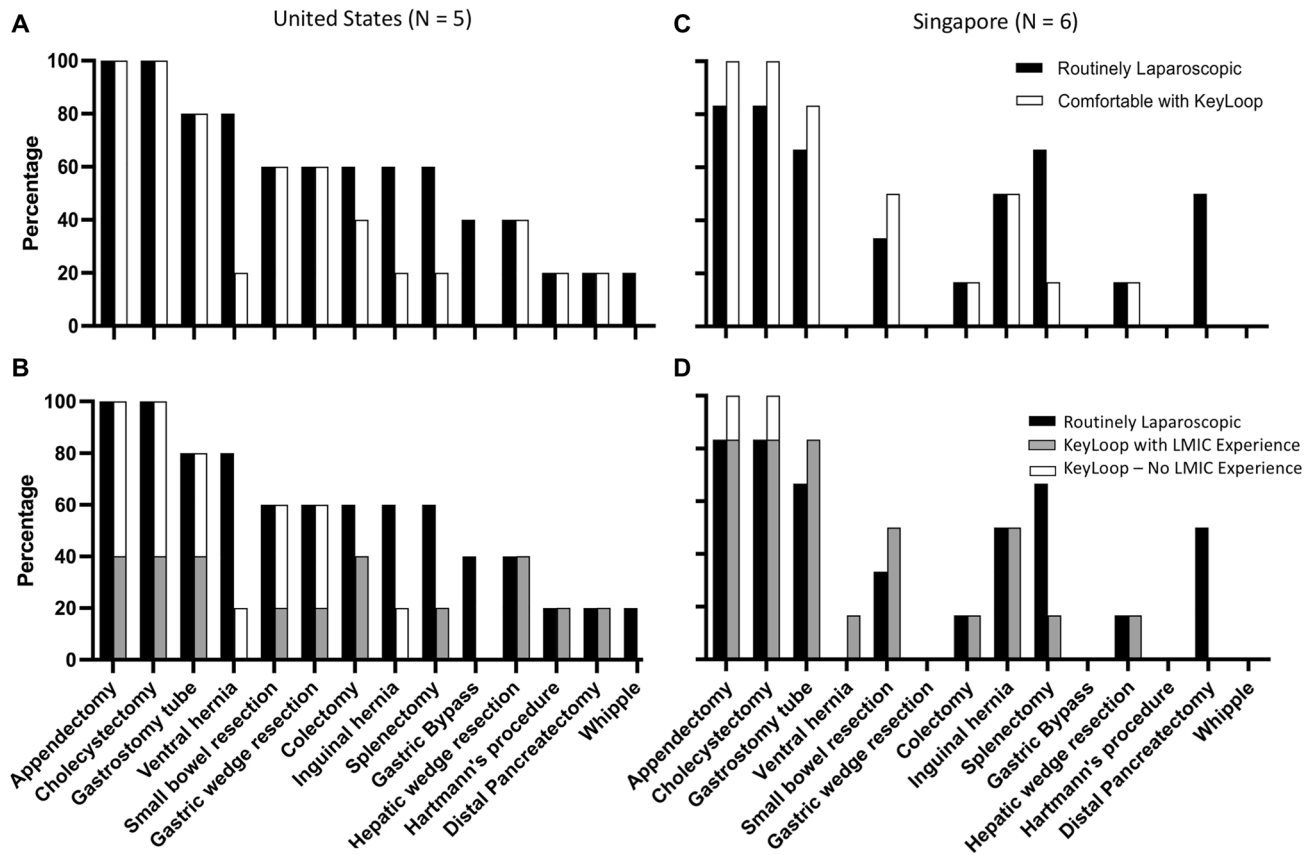 A
United States (N = 5)
Percentage
100
80
60
40
20
0
C
Singapore (N = 6)
Routinely Laparoscopic
Comfortable with KeyLoop
B
Percentage
100
80
60
40
20
0
Appendectomy
Cholecystectomy
Gastrostomy tube
Ventral hernia
Small bowel resection
Gastric wedge resection
Colectomy
Inguinal hernia
Splenectomy
Gastric Bypass
Hepatic wedge resection
Hartmann's procedure
Distal Pancreatectomy
Whipple
D
Routinely Laparoscopic
KeyLoop with LMIC Experience
KeyLoop – No LMIC Experience
Appendectomy
Cholecystectomy
Gastrostomy tube
Ventral hernia
Small bowel resection
Gastric wedge resection
Colectomy
Inguinal hernia
Splenectomy
Gastric Bypass
Hepatic wedge resection
Hartmann's procedure
Distal Pancreatectomy
Whipple